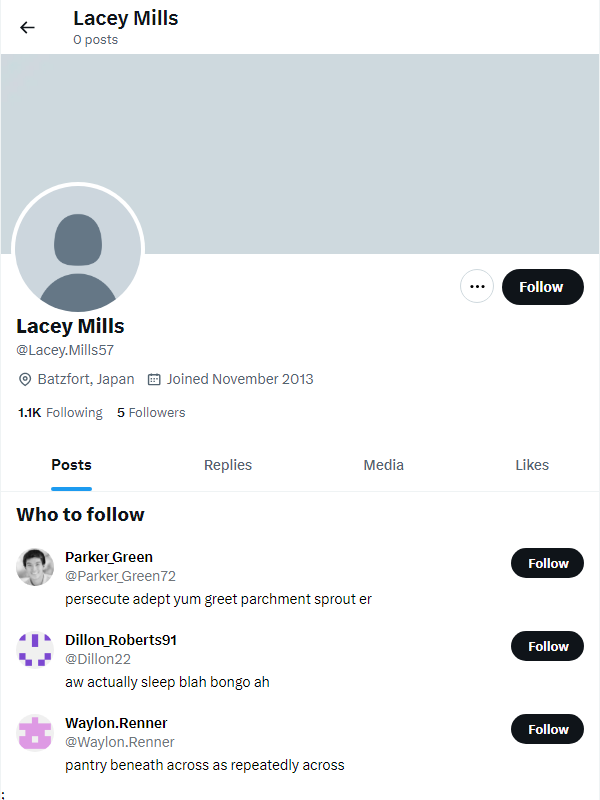 Lacey Mills
0 posts
Follow
Lacey Mills
@Lacey.Mills57
Batzfort, Japan Joined November 2013
1.1K Following 5 Followers
Posts Replies Media Likes
Who to follow
Parker_Green
@Parker_Green72
Follow
persecute adept yum greet parchment sprout er
Dillon_Roberts91
@Dillon22
Follow
aw actually sleep blah bongo ah
Waylon.Renner
@Waylon.Renner
Follow
pantry beneath across as repeatedly across
;